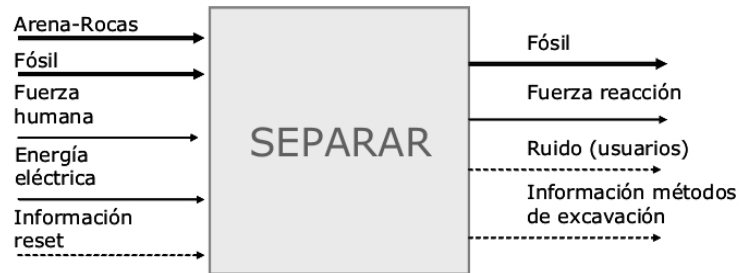 Arena-Rocas
Fósil
Fuerza
humana
Energía
eléctrica
Información
reset
SEPARAR
Fósil
Fuerza reacción
Ruido (usuarios)
Información métodos
de excavación